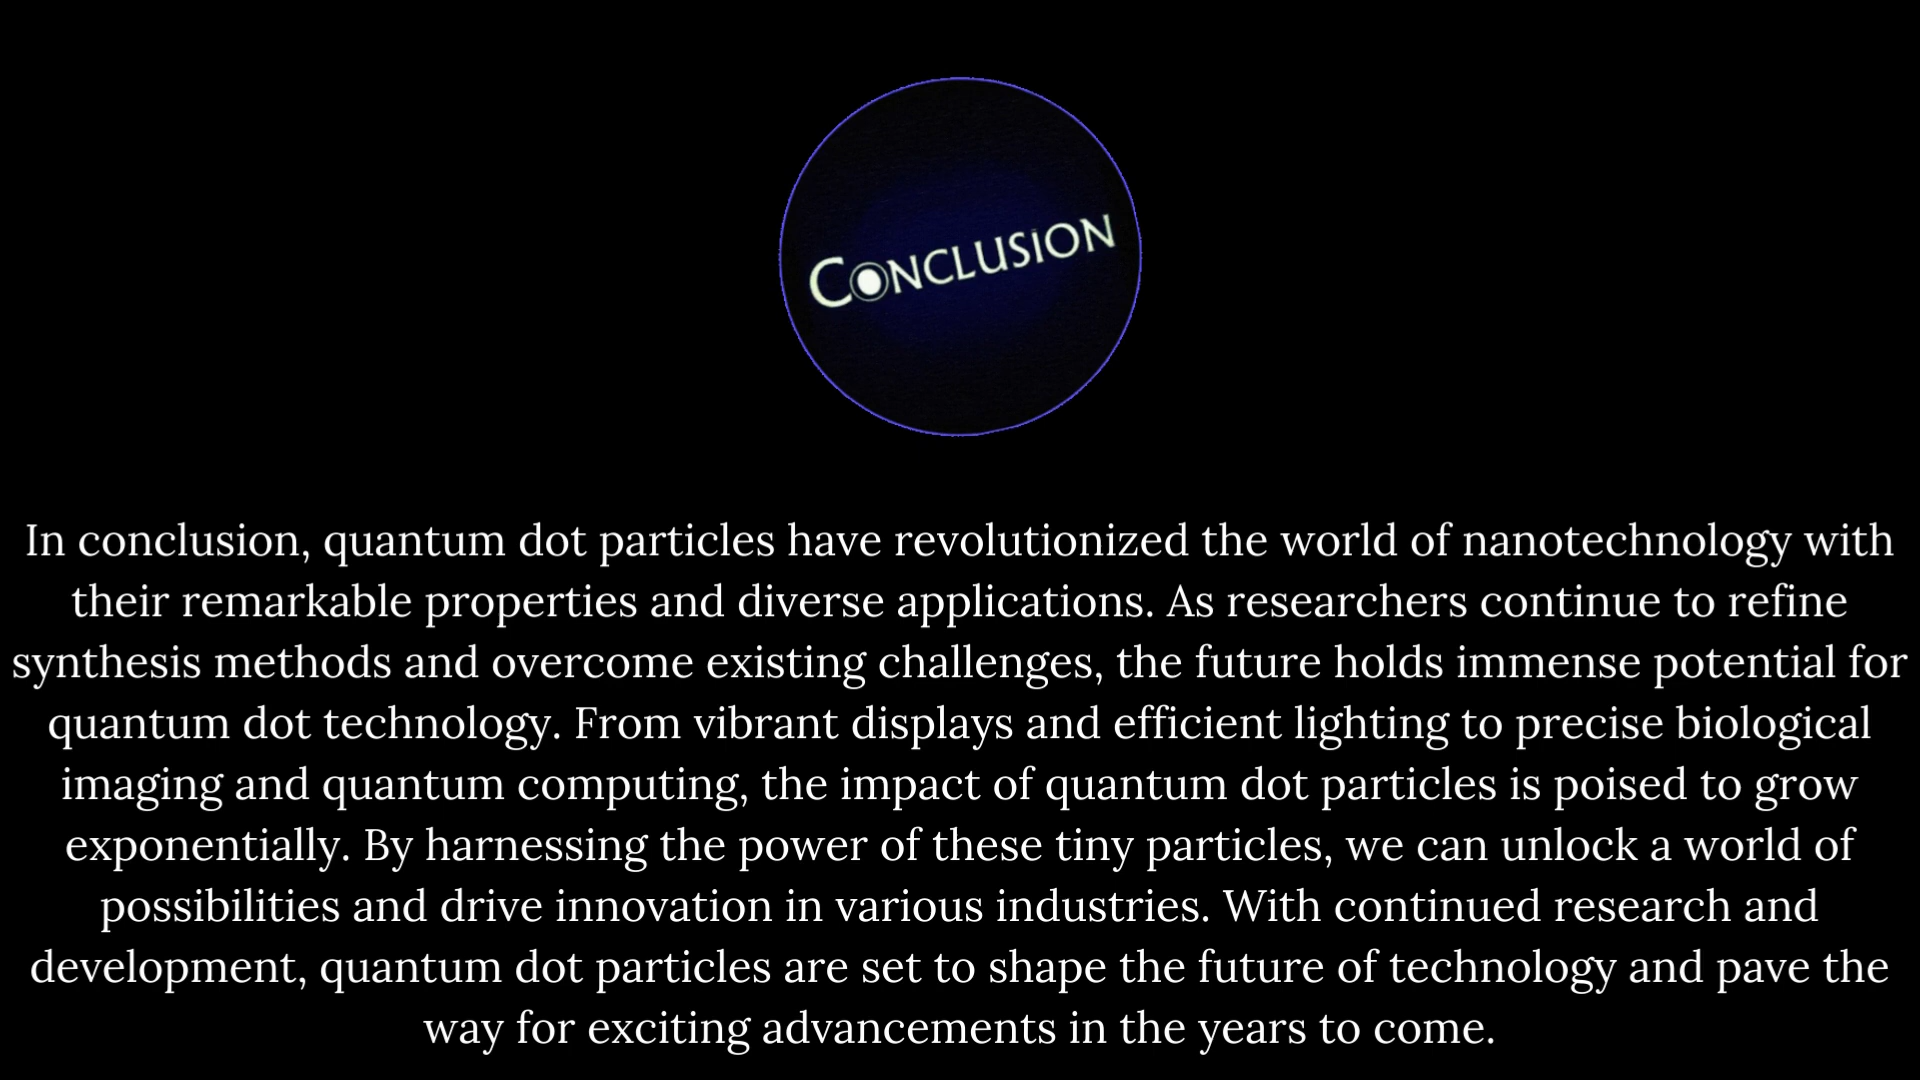 CONCLUSION
In conclusion, quantum dot particles have revolutionized the world of nanotechnology with
their remarkable properties and diverse applications. As researchers continue to refine
synthesis methods and overcome existing challenges, the future holds immense potential for
quantum dot technology. From vibrant displays and efficient lighting to precise biological
imaging and quantum computing, the impact of quantum dot particles is poised to grow
exponentially. By harnessing the power of these tiny particles, we can unlock a world of
possibilities and drive innovation in various industries. With continued research and
development, quantum dot particles are set to shape the future of technology and pave the
way for exciting advancements in the years to come.